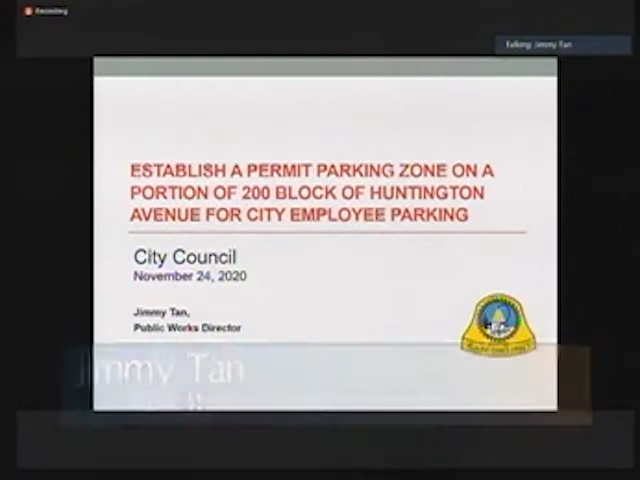 Recording
Talking: Jimmy Tan
ESTABLISH A PERMIT PARKING ZONE ON A
PORTION OF 200 BLOCK OF HUNTINGTON
AVENUE FOR CITY EMPLOYEE PARKING
City Council
November 24, 2020
Jimmy Tan,
Public Works Director
Jimmy Tan